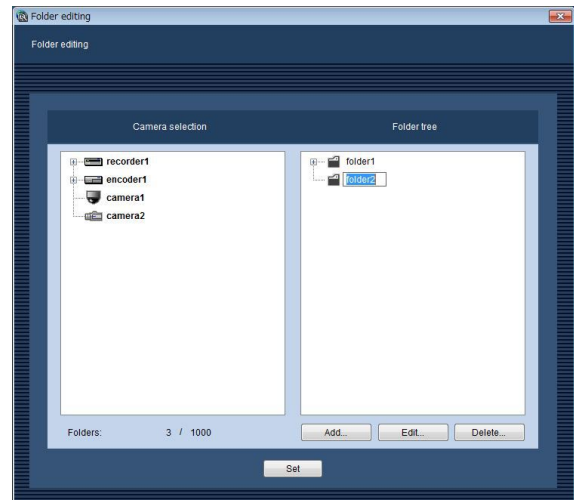 Folder editing
Folder editing
Camera selection
Folder tree
recorder1
encoder1
camera1
camera2
folder1
folder2
Folders: 3 / 1000
Add... Edit... Delete...
Set